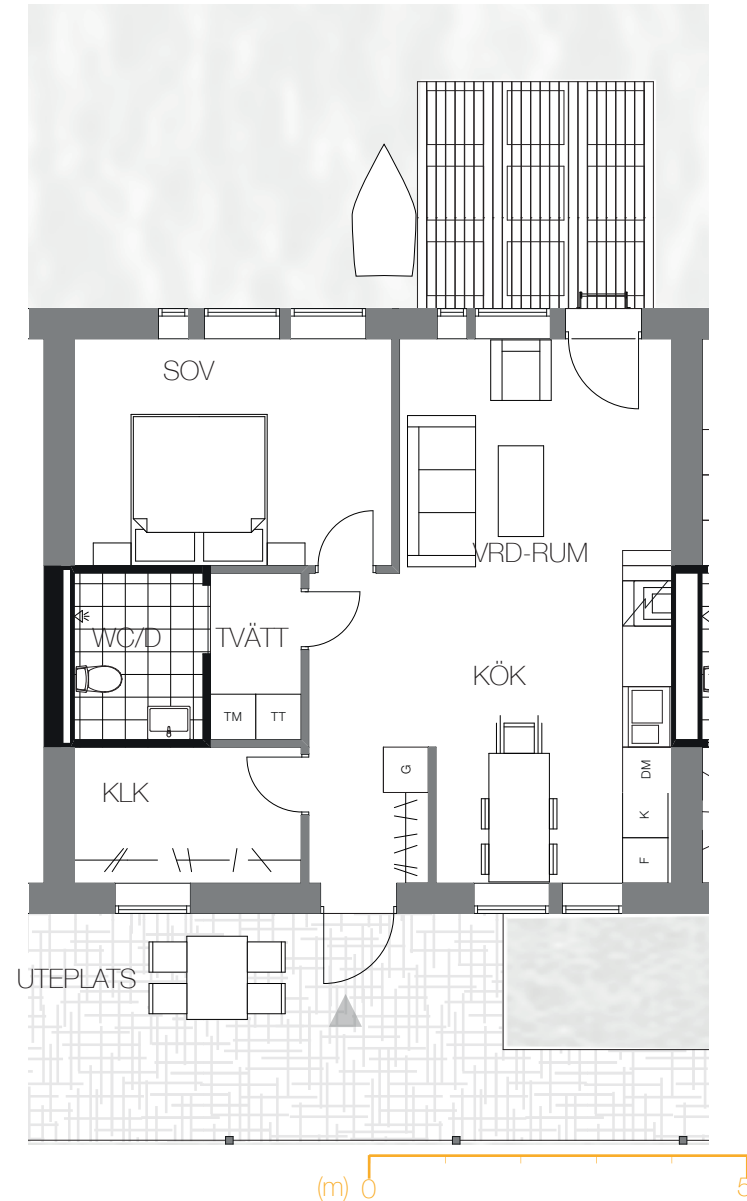 SOV
VRD-RUM
WC/D
TVÄTT
KÖK
TM
TT
KLK
G
DM
K
F
UTEPLATS
(m) 0
5